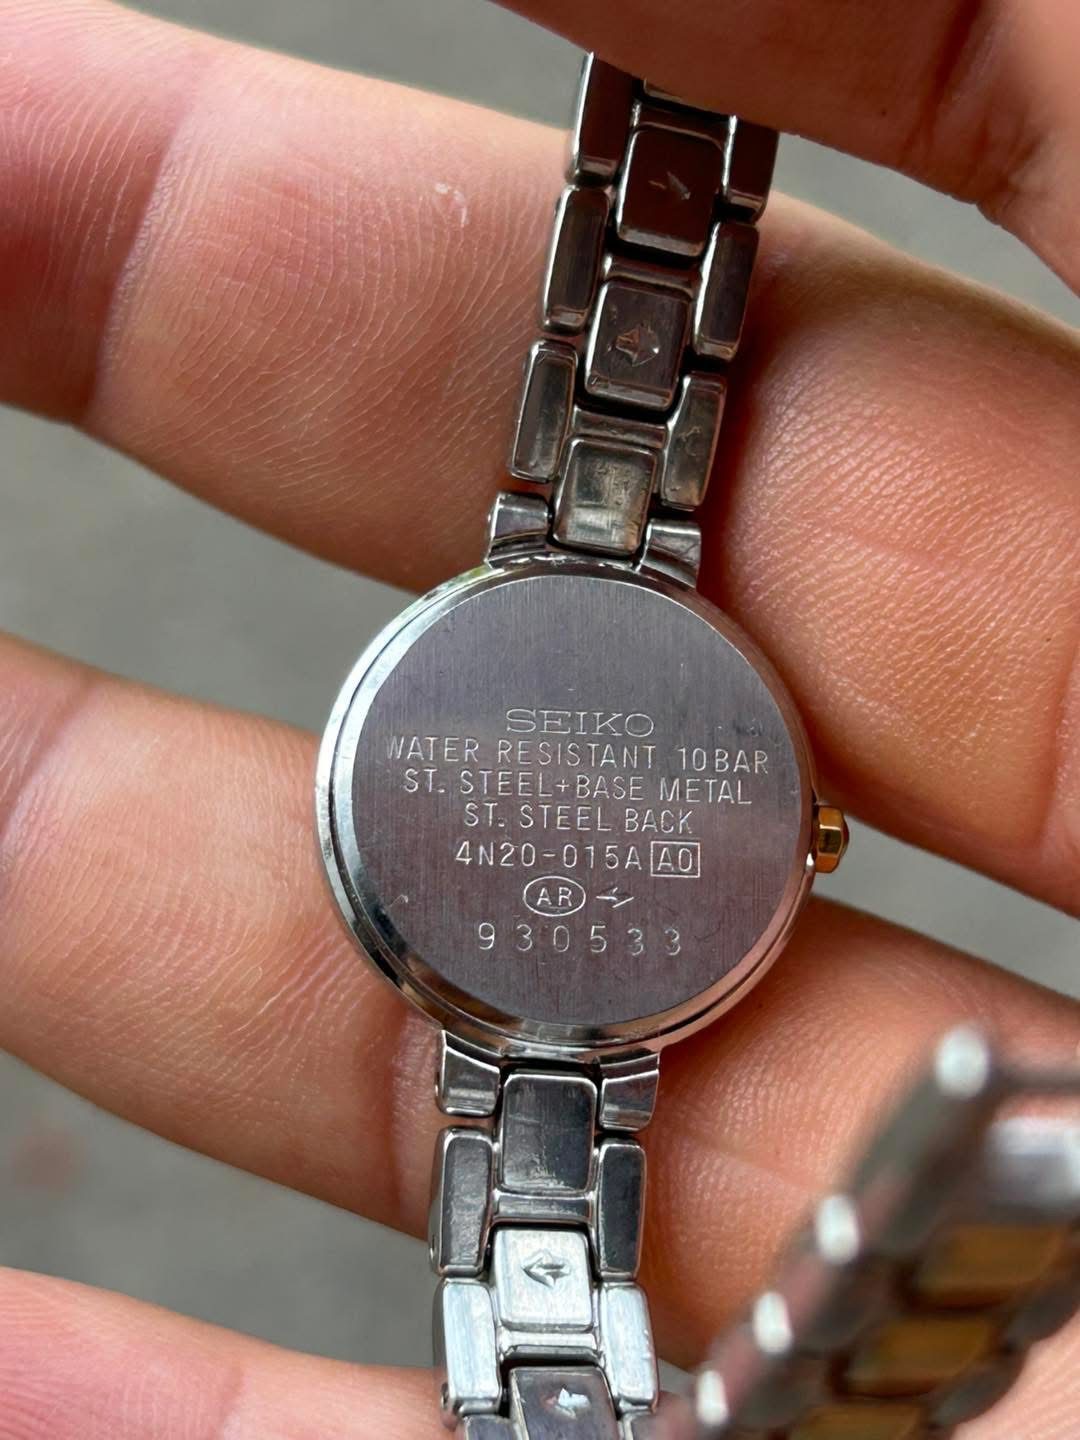 SEIKO
WATER RESISTANT 10BAR
ST. STEEL+BASE METAL
ST. STEEL BACK
4N20-015A A0
AR
930533